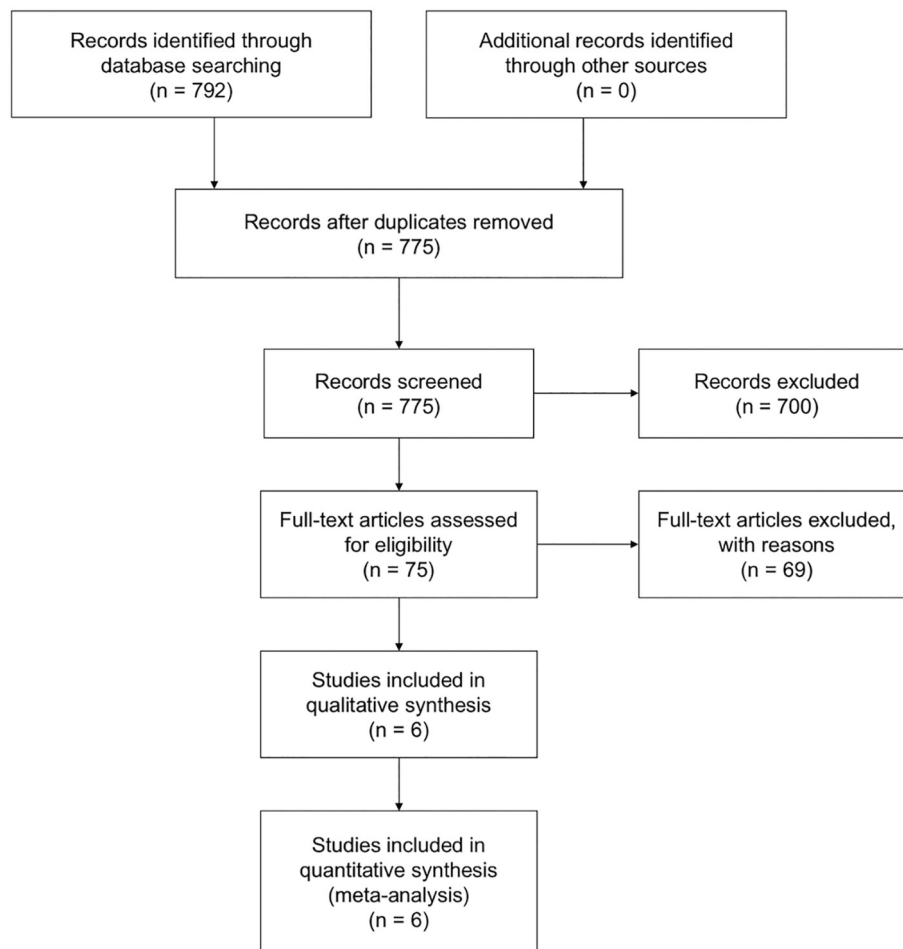 Records identified through
database searching
(n = 792)
Additional records identified
through other sources
(n = 0)
Records after duplicates removed
(n = 775)
Records screened
(n = 775)
Records excluded
(n = 700)
Full-text articles assessed
for eligibility
(n = 75)
Full-text articles excluded,
with reasons
(n = 69)
Studies included in
qualitative synthesis
(n = 6)
Studies included in
quantitative synthesis
(meta-analysis)
(n = 6)